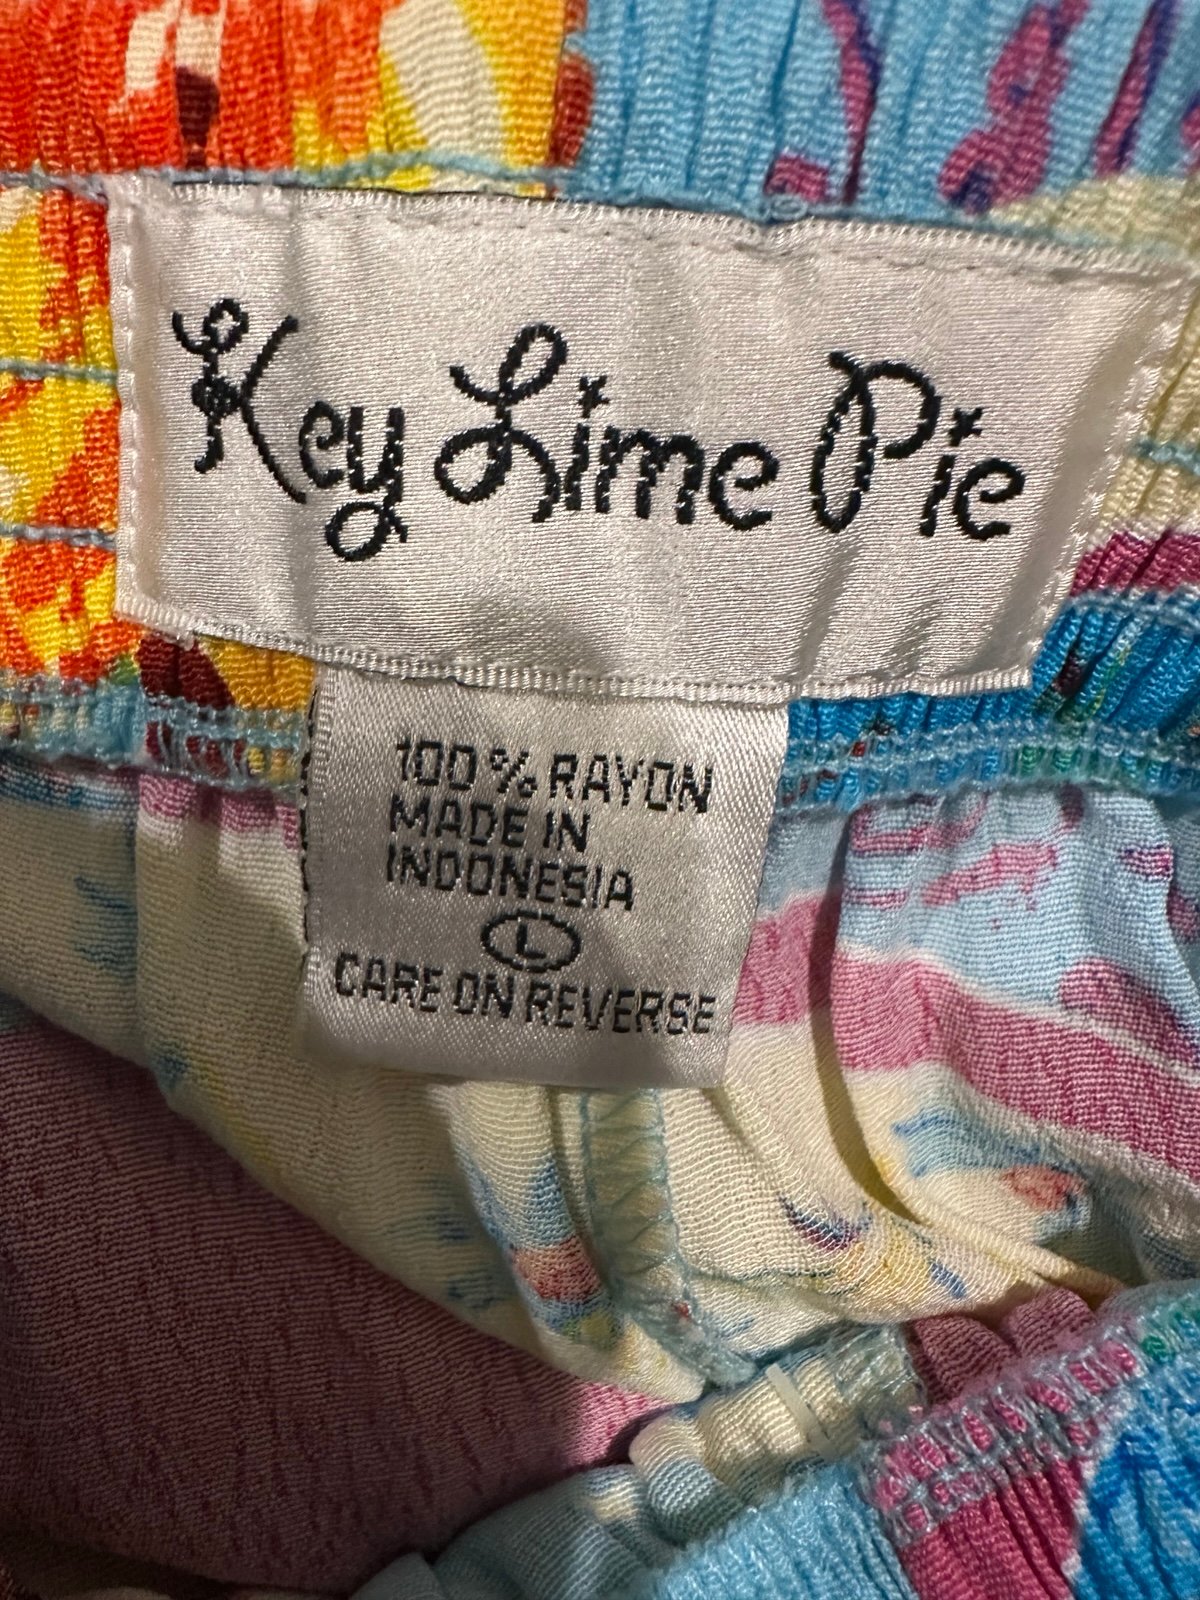 Key Lime Pie
100% RAYON
MADE IN
INDONESIA
L
CARE ON REVERSE